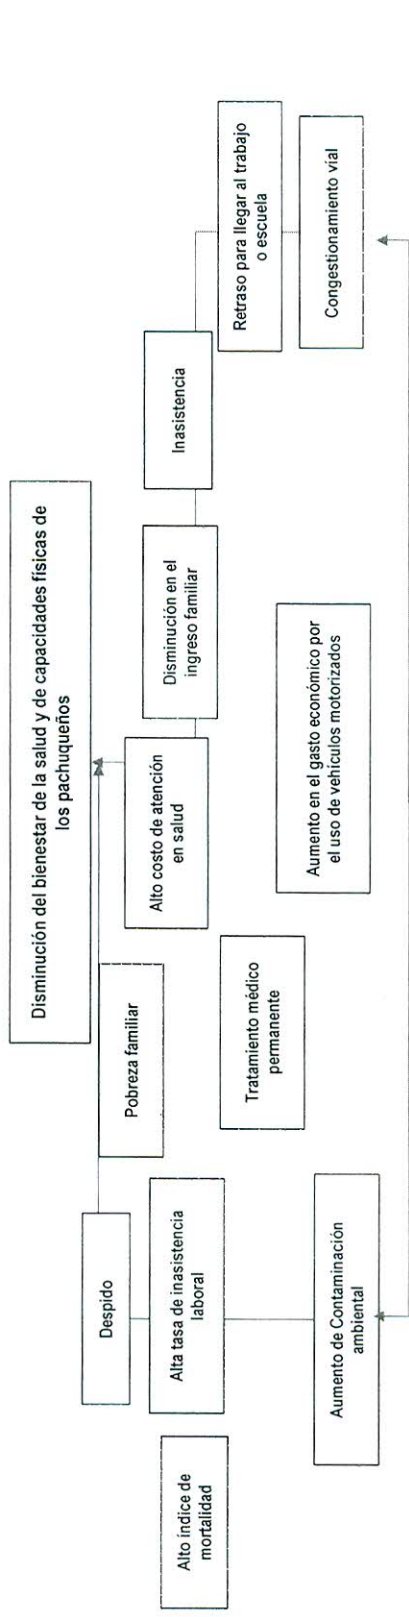 Disminución del bienestar de la salud y de capacidades físicas de
los pachuqueños
Despido
Pobreza familiar
Alto costo de atención
en salud
Disminución en el
ingreso familiar
Inasistencia
Retraso para llegar al trabajo
o escuela
Alto índice de
mortalidad
Alta tasa de inasistencia
laboral
Tratamiento médico
permanente
Aumento en el gasto económico por
el uso de vehículos motorizados
Congestionamiento vial
Aumento de Contaminación
ambiental